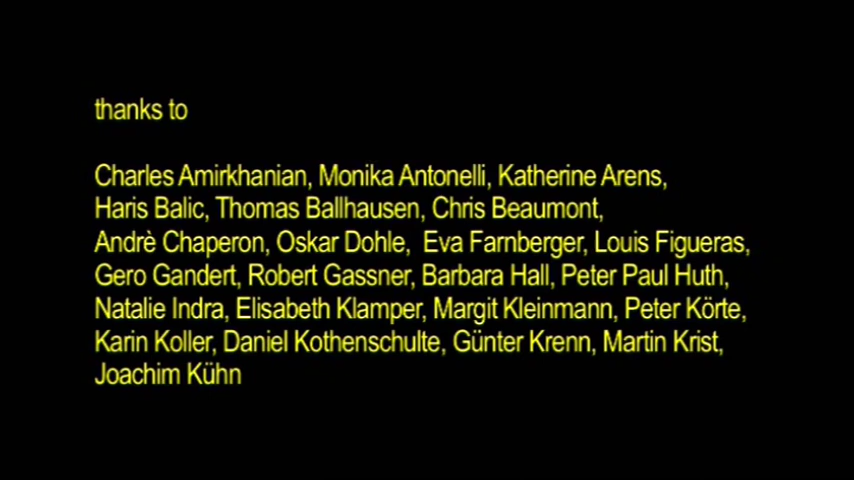 thanks to
Charles Amirkhanian, Monika Antonelli, Katherine Arens,
Haris Balic, Thomas Ballhausen, Chris Beaumont,
Andrè Chaperon, Oskar Dohle, Eva Farnberger, Louis Figueras,
Gero Gandert, Robert Gassner, Barbara Hall, Peter Paul Huth,
Natalie Indra, Elisabeth Klamper, Margit Kleinmann, Peter Körte,
Karin Koller, Daniel Kothenschulte, Günter Krenn, Martin Krist,
Joachim Kühn